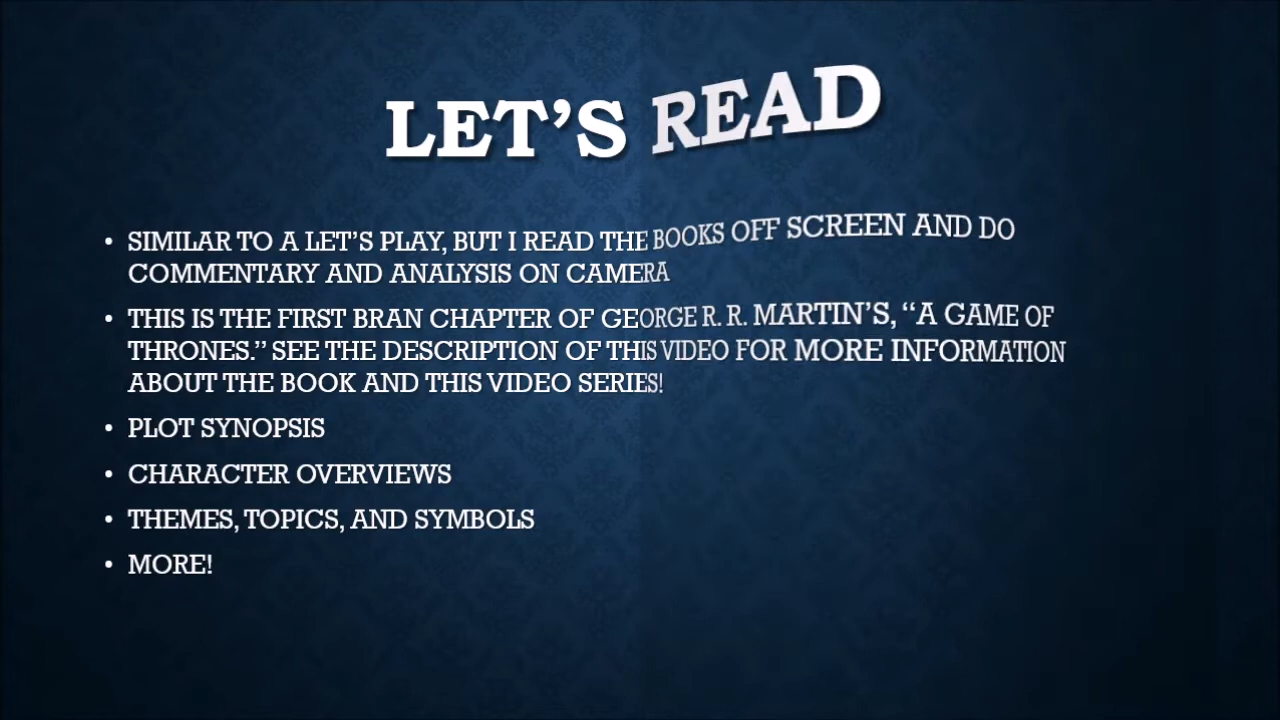 LET'S READ
• SIMILAR TO A LET'S PLAY, BUT I READ THE BOOKS OFF SCREEN AND DO
COMMENTARY AND ANALYSIS ON CAMERA
• THIS IS THE FIRST BRAN CHAPTER OF GEORGE R. R. MARTIN'S, “A GAME OF
THRONES.” SEE THE DESCRIPTION OF THIS VIDEO FOR MORE INFORMATION
ABOUT THE BOOK AND THIS VIDEO SERIES!
• PLOT SYNOPSIS
• CHARACTER OVERVIEWS
• THEMES, TOPICS, AND SYMBOLS
• MORE!